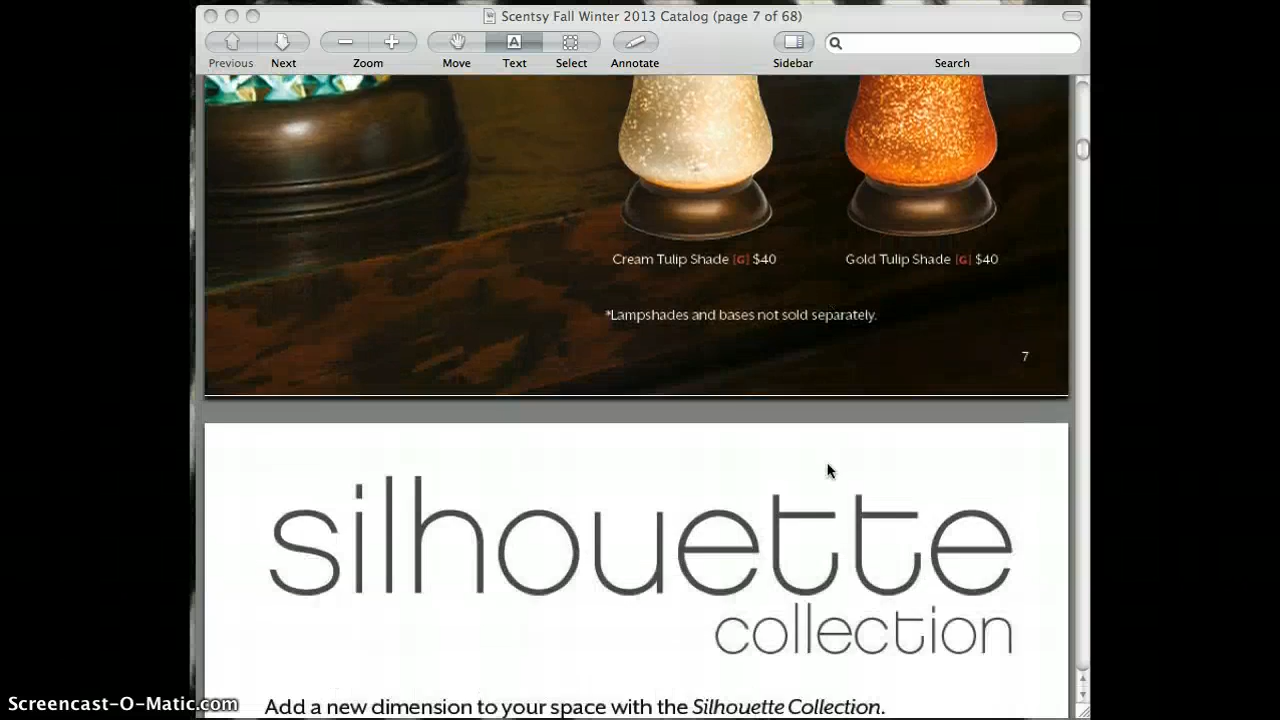 Scentsy Fall Winter 2013 Catalog (page 7 of 68)
A
Previous Next Zoom Move Text Select Annotate Sidebar Search
Cream Tulip Shade [G] $40 Gold Tulip Shade [G] $40
*Lampshades and bases not sold separately.
7
silhouette
collection
Add a new dimension to your space with the Silhouette Collection.
Screencast-O-Matic.com